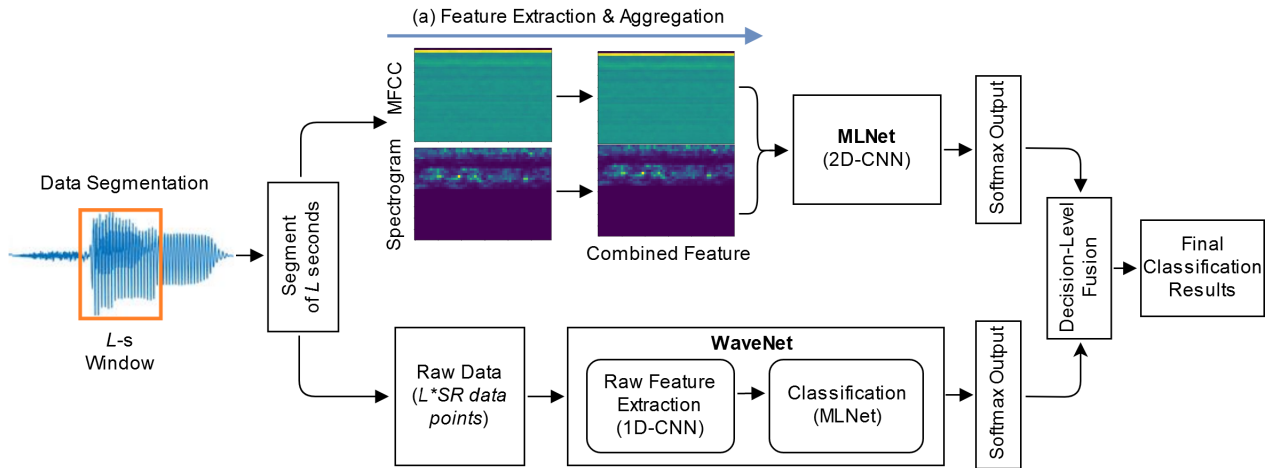 (a) Feature Extraction & Aggregation
MFCC
Spectrogram
Combined Feature
MLNet
(2D-CNN)
Softmax Output
Data Segmentation
L-s
Window
Segment
of L seconds
Raw Data
(L*SR data
points)
WaveNet
Raw Feature
Extraction
(1D-CNN)
Classification
(MLNet)
Softmax Output
Decision-Level
Fusion
Final
Classification
Results